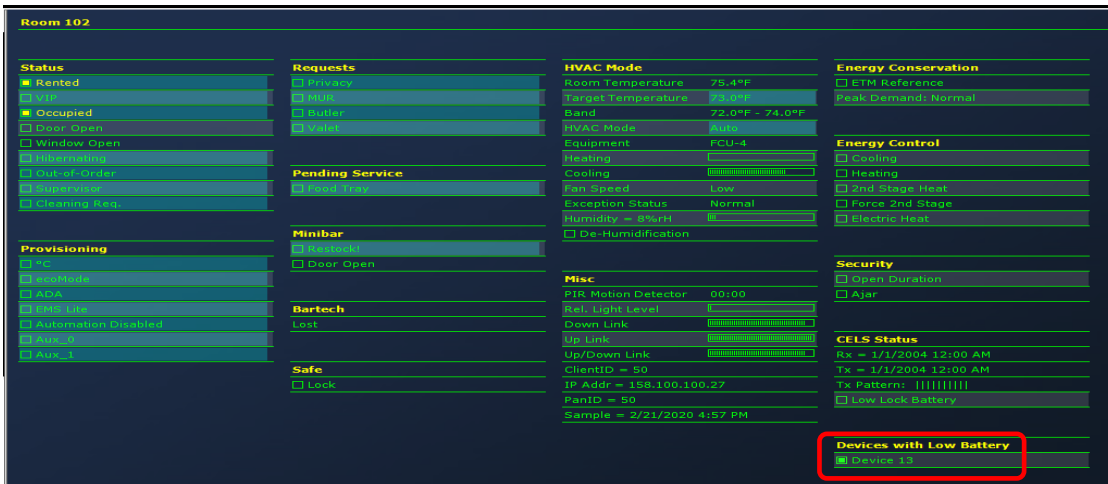 Room 102
Status
Rented
VIP
Occupied
Door Open
Window Open
Hibernating
Out-of-Order
Supervisor
Cleaning Req.
Provisioning
°C
ecoMode
ADA
EMS Lite
Automation Disabled
Aux_0
Aux_1
Requests
Privacy
MUR
Butler
Valet
Pending Service
Food Tray
Minibar
Restock!
Door Open
Bartech
Lost
Safe
Lock
HVAC Mode
Room Temperature 75.4°F
Target Temperature 73.0°F
Band 72.0°F - 74.0°F
HVAC Mode Auto
Equipment FCU-4
Heating
Cooling
Fan Speed Low
Exception Status Normal
Humidity = 8%rH
De-Humidification
Misc
PIR Motion Detector 00:00
Rel. Light Level
Down Link
Up Link
Up/Down Link
ClientID = 50
IP Addr = 158.100.100.27
PanID = 50
Sample = 2/21/2020 4:57 PM
Energy Conservation
ETM Reference
Peak Demand: Normal
Energy Control
Cooling
Heating
2nd Stage Heat
Force 2nd Stage
Electric Heat
Security
Open Duration
Ajar
CELS Status
Rx = 1/1/2004 12:00 AM
Tx = 1/1/2004 12:00 AM
Tx Pattern: ||||||||||
Low Lock Battery
Devices with Low Battery
Device 13